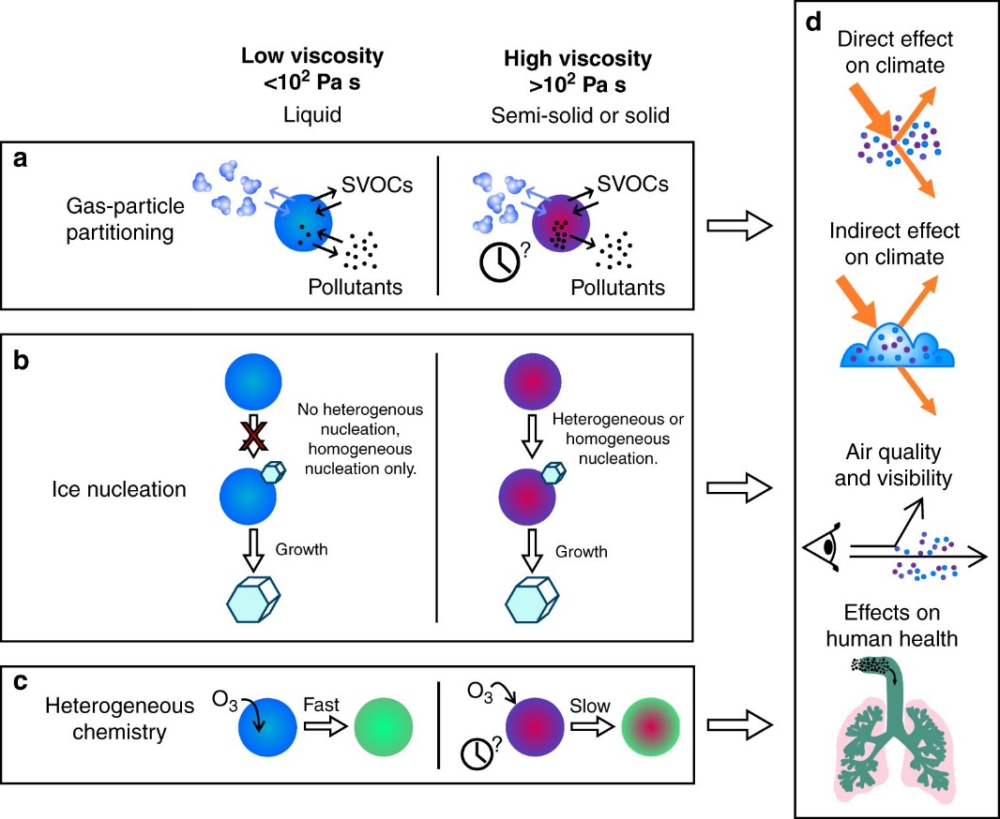 Low viscosity
<10² Pa s
Liquid
High viscosity
>10² Pa s
Semi-solid or solid
a
Gas-particle
partitioning
SVOCs
Pollutants
SVOCs
?
Pollutants
b
Ice nucleation
No heterogenous
nucleation,
homogeneous
nucleation only.
Growth
Heterogeneous or
homogeneous
nucleation.
Growth
c
Heterogeneous
chemistry
O₃
Fast
O₃
?
Slow
d
Direct effect
on climate
Indirect effect
on climate
Air quality
and visibility
Effects on
human health